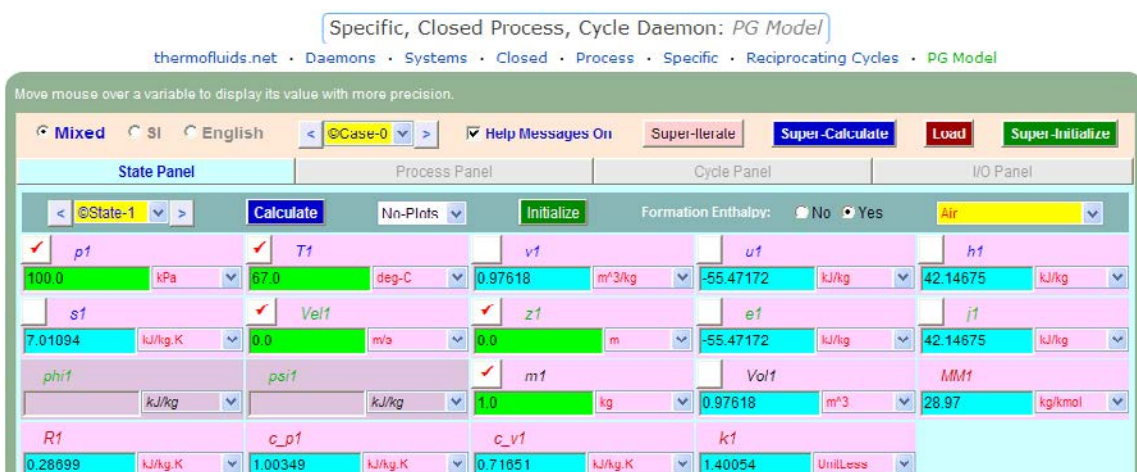 Specific, Closed Process, Cycle Daemon: PG Model
thermofluids.net · Daemons · Systems · Closed · Process · Specific · Reciprocating Cycles · PG Model
Move mouse over a variable to display its value with more precision.
Mixed SI English < ©Case-0 > Help Messages On Super-Iterate Super-Calculate Load Super-Initialize
State Panel Process Panel Cycle Panel I/O Panel
< ©State-1 > Calculate No-Plots Initialize Formation Enthalpy: No Yes Air
p1 T1 v1 u1 h1
100.0 kPa 67.0 deg-C 0.97618 m^3/kg -55.47172 kJ/kg 42.14675 kJ/kg
s1 Vel1 z1 e1 j1
7.01094 kJ/kg.K 0.0 m/s 0.0 m -55.47172 kJ/kg 42.14675 kJ/kg
phi1 psi1 m1 Vol1 MM1
kJ/kg kJ/kg 1.0 kg 0.97618 m^3 28.97 kg/kmol
R1 c_p1 c_v1 k1
0.28699 kJ/kg.K 1.00349 kJ/kg.K 0.71651 kJ/kg.K 1.40054 UnitLess